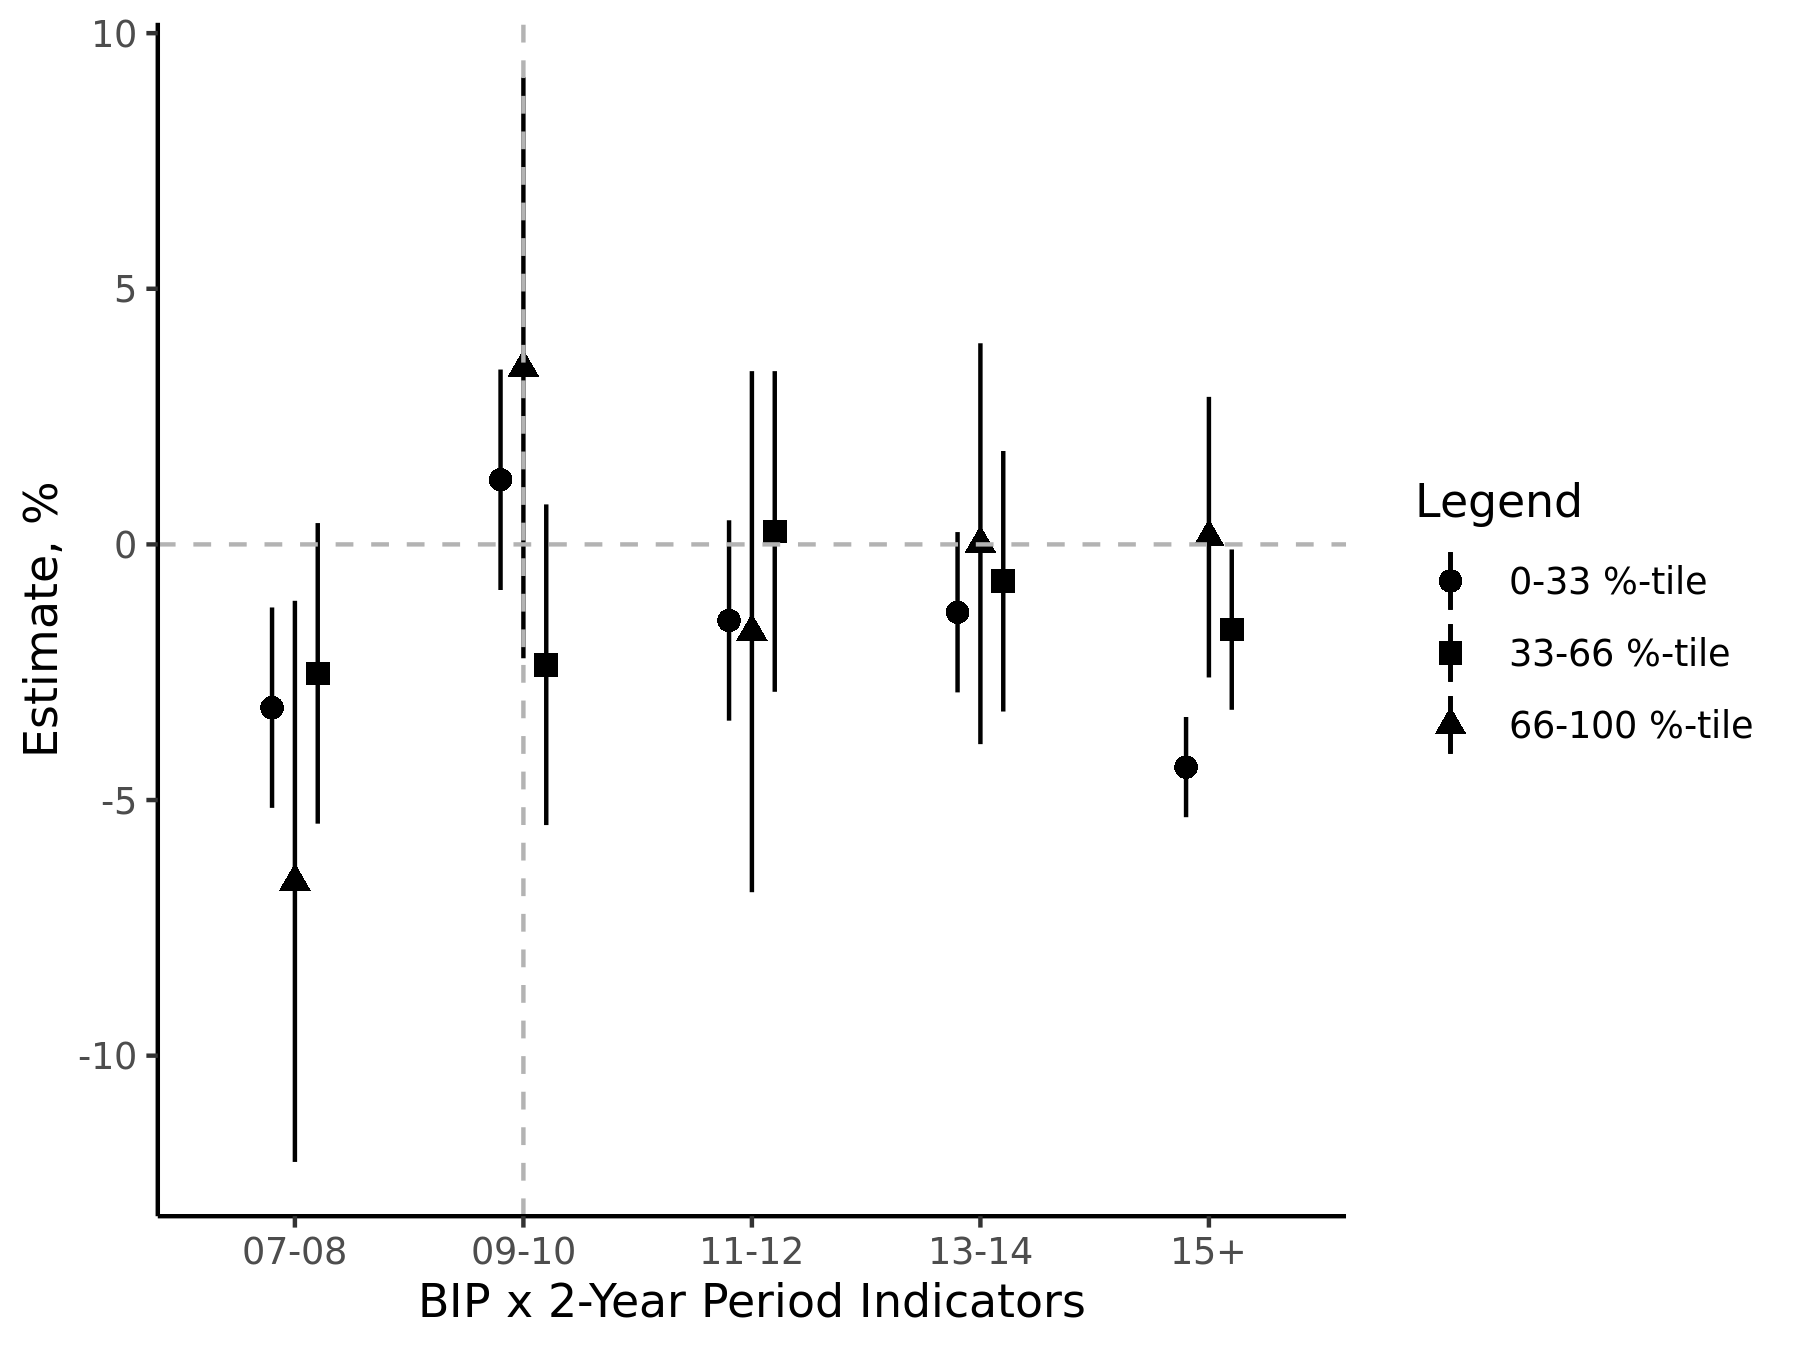 10
5
0
-5
-10
Estimate, %
07-08 09-10 11-12 13-14 15+
BIP x 2-Year Period Indicators
Legend
0-33 %-tile
33-66 %-tile
66-100 %-tile